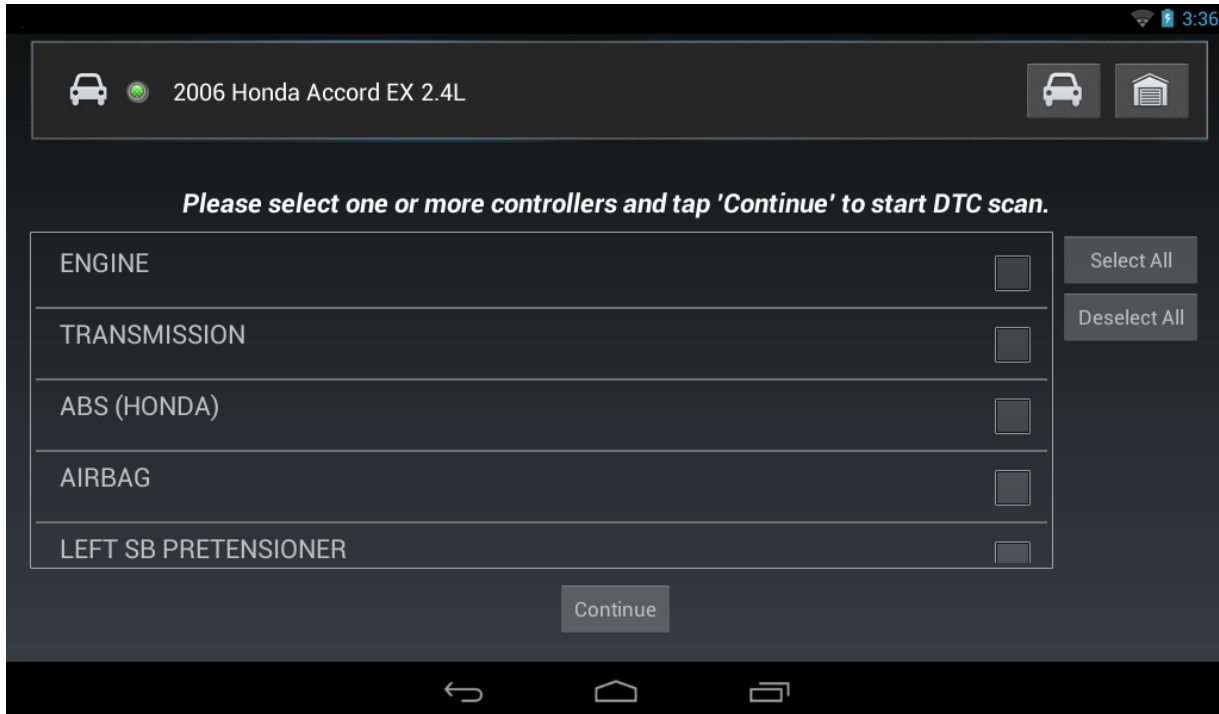 3:36
2006 Honda Accord EX 2.4L
Please select one or more controllers and tap 'Continue' to start DTC scan.
ENGINE
Select All
TRANSMISSION
Deselect All
ABS (HONDA)
AIRBAG
LEFT SB PRETENSIONER
Continue